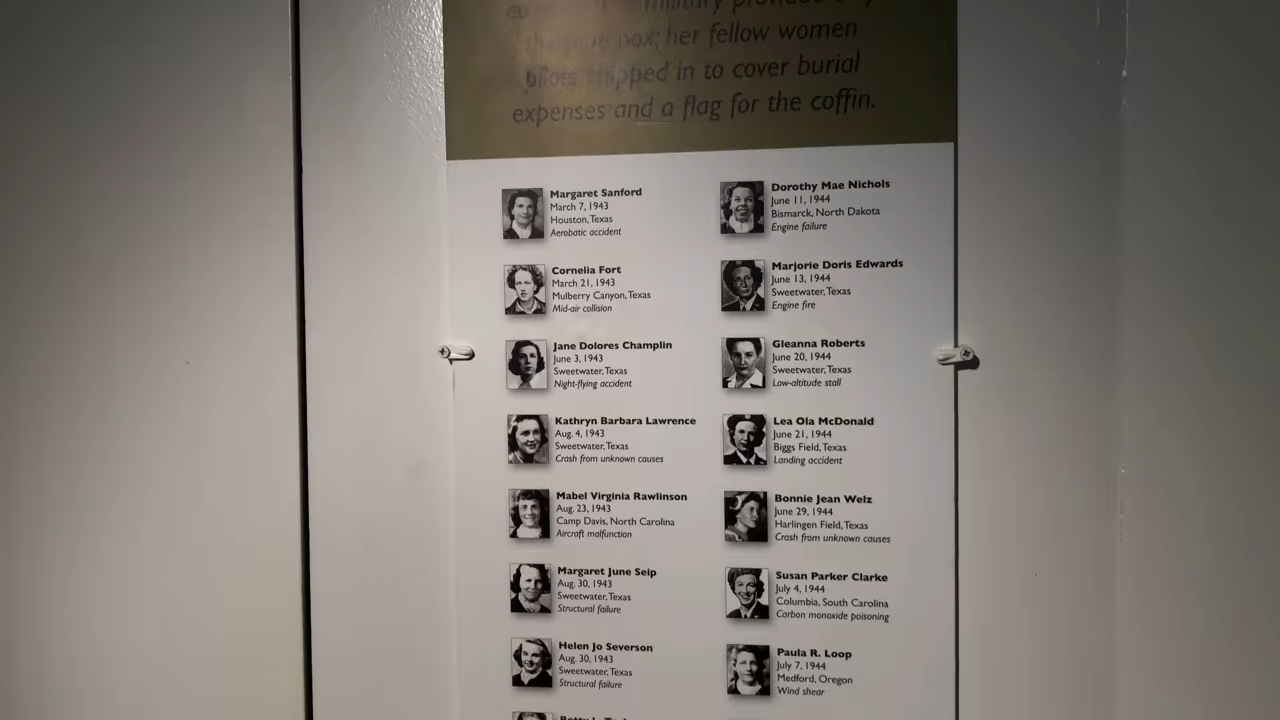 military provided
box; her fellow women
pilots chipped in to cover burial
expenses and a flag for the coffin.
Margaret Sanford
March 7, 1943
Houston, Texas
Aerobatic accident
Cornelia Fort
March 21, 1943
Mulberry Canyon, Texas
Mid-air collision
Jane Dolores Champlin
June 3, 1943
Sweetwater, Texas
Night-flying accident
Kathryn Barbara Lawrence
Aug. 4, 1943
Sweetwater, Texas
Crash from unknown causes
Mabel Virginia Rawlinson
Aug. 23, 1943
Camp Davis, North Carolina
Aircraft malfunction
Margaret June Seip
Aug. 30, 1943
Sweetwater, Texas
Structural failure
Helen Jo Severson
Aug. 30, 1943
Sweetwater, Texas
Structural failure
Dorothy Mae Nichols
June 11, 1944
Bismarck, North Dakota
Engine failure
Marjorie Doris Edwards
June 13, 1944
Sweetwater, Texas
Engine fire
Gleanna Roberts
June 20, 1944
Sweetwater, Texas
Low-altitude stall
Lea Ola McDonald
June 21, 1944
Biggs Field, Texas
Landing accident
Bonnie Jean Welz
June 29, 1944
Harlingen Field, Texas
Crash from unknown causes
Susan Parker Clarke
July 4, 1944
Columbia, South Carolina
Carbon monoxide poisoning
Paula R. Loop
July 7, 1944
Medford, Oregon
Wind shear